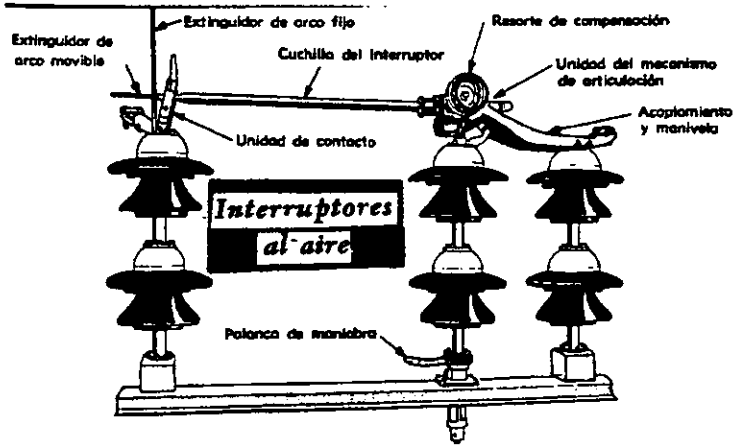 Extinguidor de arco fijo
Extinguidor de
arco movible
Cuchilla del interruptor
Resorte de compensación
Unidad del mecanismo
de articulación
Acoplamiento
y manivela
Unidad de contacto
Interruptores
al aire
Palanca de maniobra